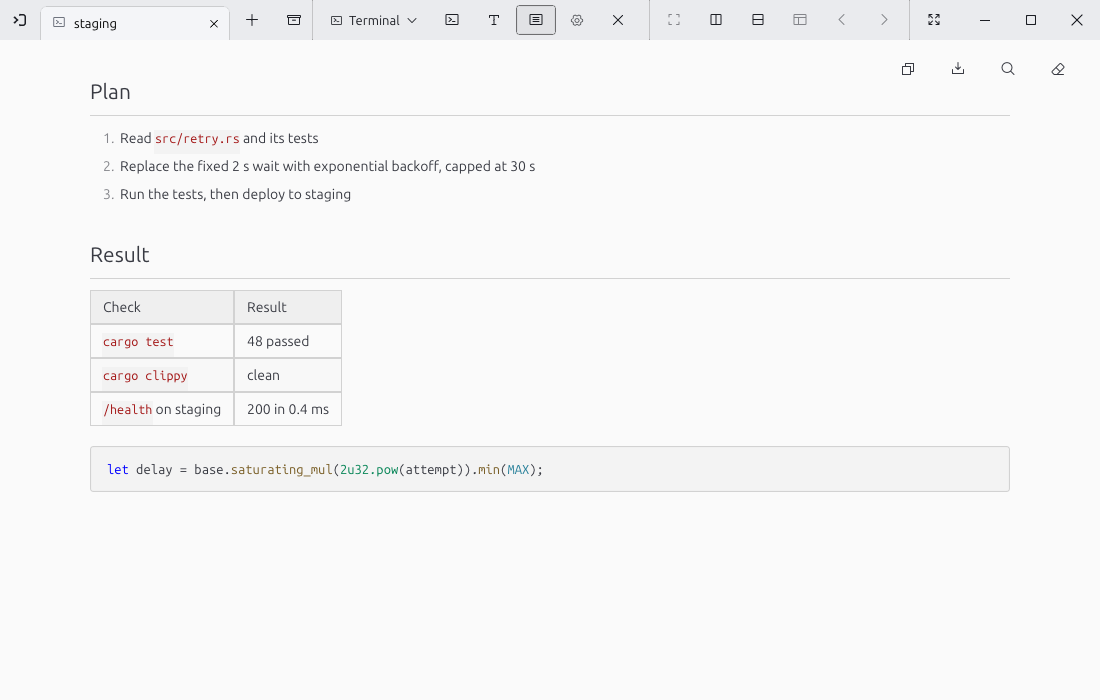 staging
Terminal
Plan
1. Read src/retry.rs and its tests
2. Replace the fixed 2 s wait with exponential backoff, capped at 30 s
3. Run the tests, then deploy to staging
Result
Check Result
cargo test 48 passed
cargo clippy clean
/health on staging 200 in 0.4 ms
let delay = base.saturating_mul(2u32.pow(attempt)).min(MAX);